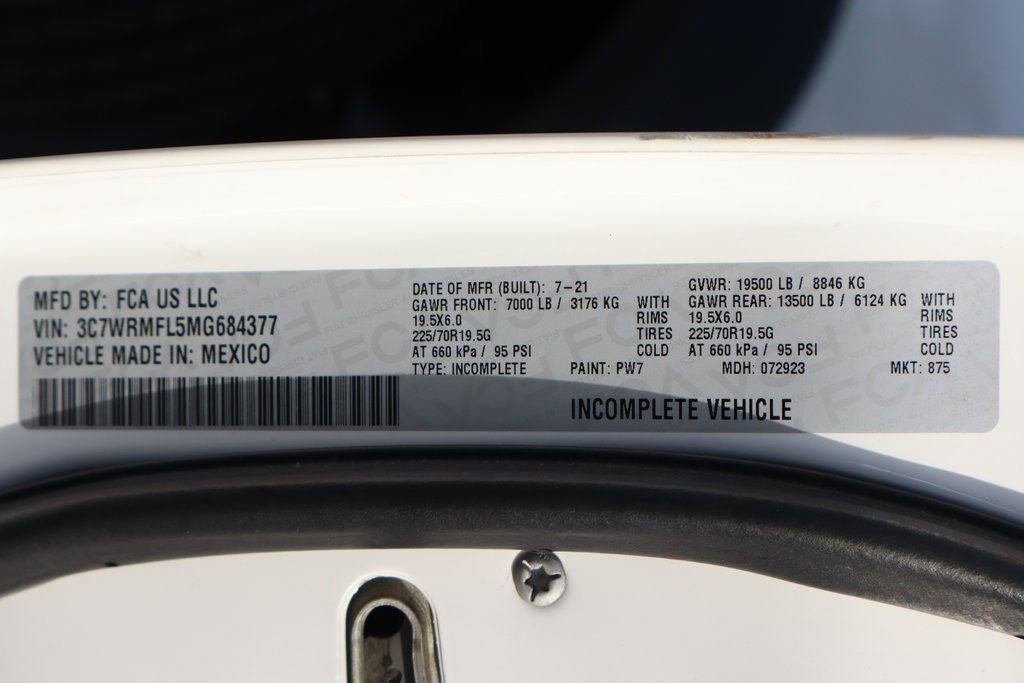 MFD BY: FCA US LLC
VIN: 3C7WRMFL5MG684377
VEHICLE MADE IN: MEXICO
DATE OF MFR (BUILT): 7-21
GAWR FRONT: 7000 LB / 3176 KG WITH
19.5X6.0 RIMS
225/70R19.5G TIRES
AT 660 kPa / 95 PSI COLD
GVWR: 19500 LB / 8846 KG
GAWR REAR: 13500 LB / 6124 KG WITH
19.5X6.0 RIMS
225/70R19.5G TIRES
AT 660 kPa / 95 PSI COLD
TYPE: INCOMPLETE PAINT: PW7 MDH: 072923 MKT: 875
INCOMPLETE VEHICLE